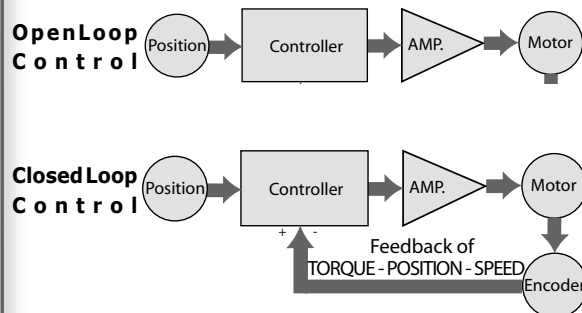 OpenLoop
Control
Position
Controller
AMP.
Motor
Closed Loop
Control
Position
Controller
AMP.
Motor
+ -
Feedback of
TORQUE - POSITION - SPEED
Encoder